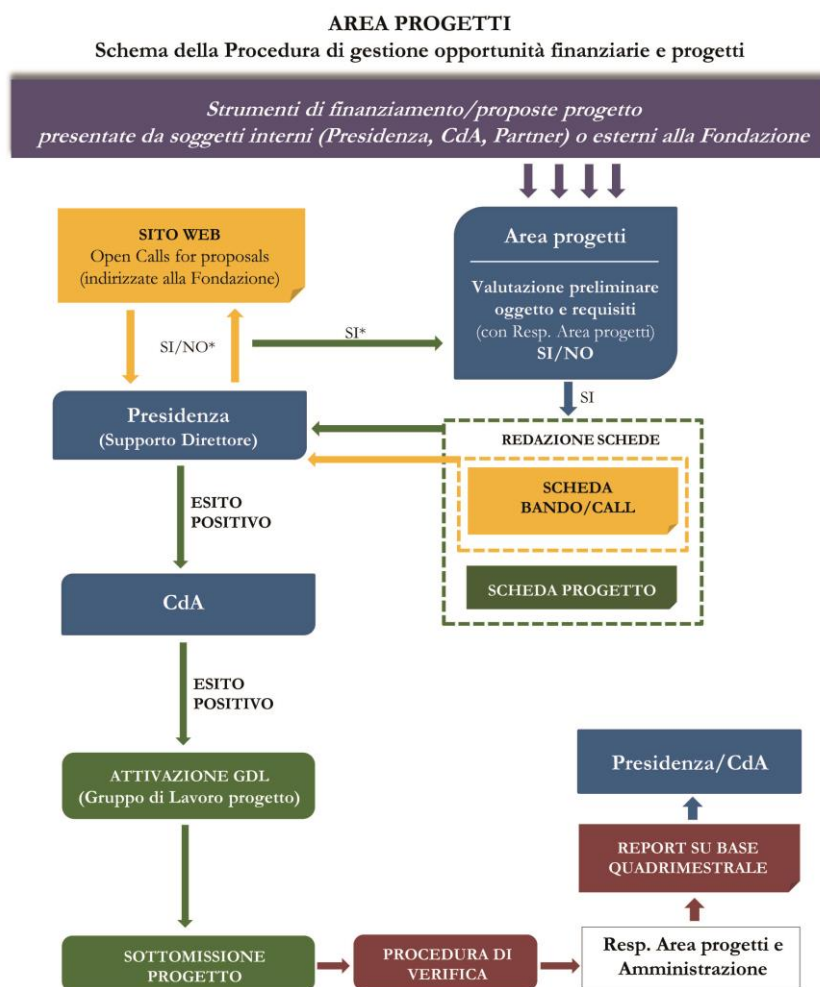 AREA PROGETTI
Schema della Procedura di gestione opportunità finanziarie e progetti
Strumenti di finanziamento/proposte progetto
presentate da soggetti interni (Presidenza, CdA, Partner) o esterni alla Fondazione
SITO WEB
Open Calls for proposals
(indirizzate alla Fondazione)
Area progetti
Valutazione preliminare
oggetto e requisiti
(con Resp. Area progetti)
SI/NO
SI/NO*
SI*
SI
Presidenza
(Supporto Direttore)
REDAZIONE SCHEDE
SCHEDA
BANDO/CALL
SCHEDA PROGETTO
ESITO
POSITIVO
CdA
ESITO
POSITIVO
ATTIVAZIONE GDL
(Gruppo di Lavoro progetto)
Presidenza/CdA
REPORT SU BASE
QUADRIMESTRALE
SOTTOMISSIONE
PROGETTO
PROCEDURA DI
VERIFICA
Resp. Area progetti e
Amministrazione